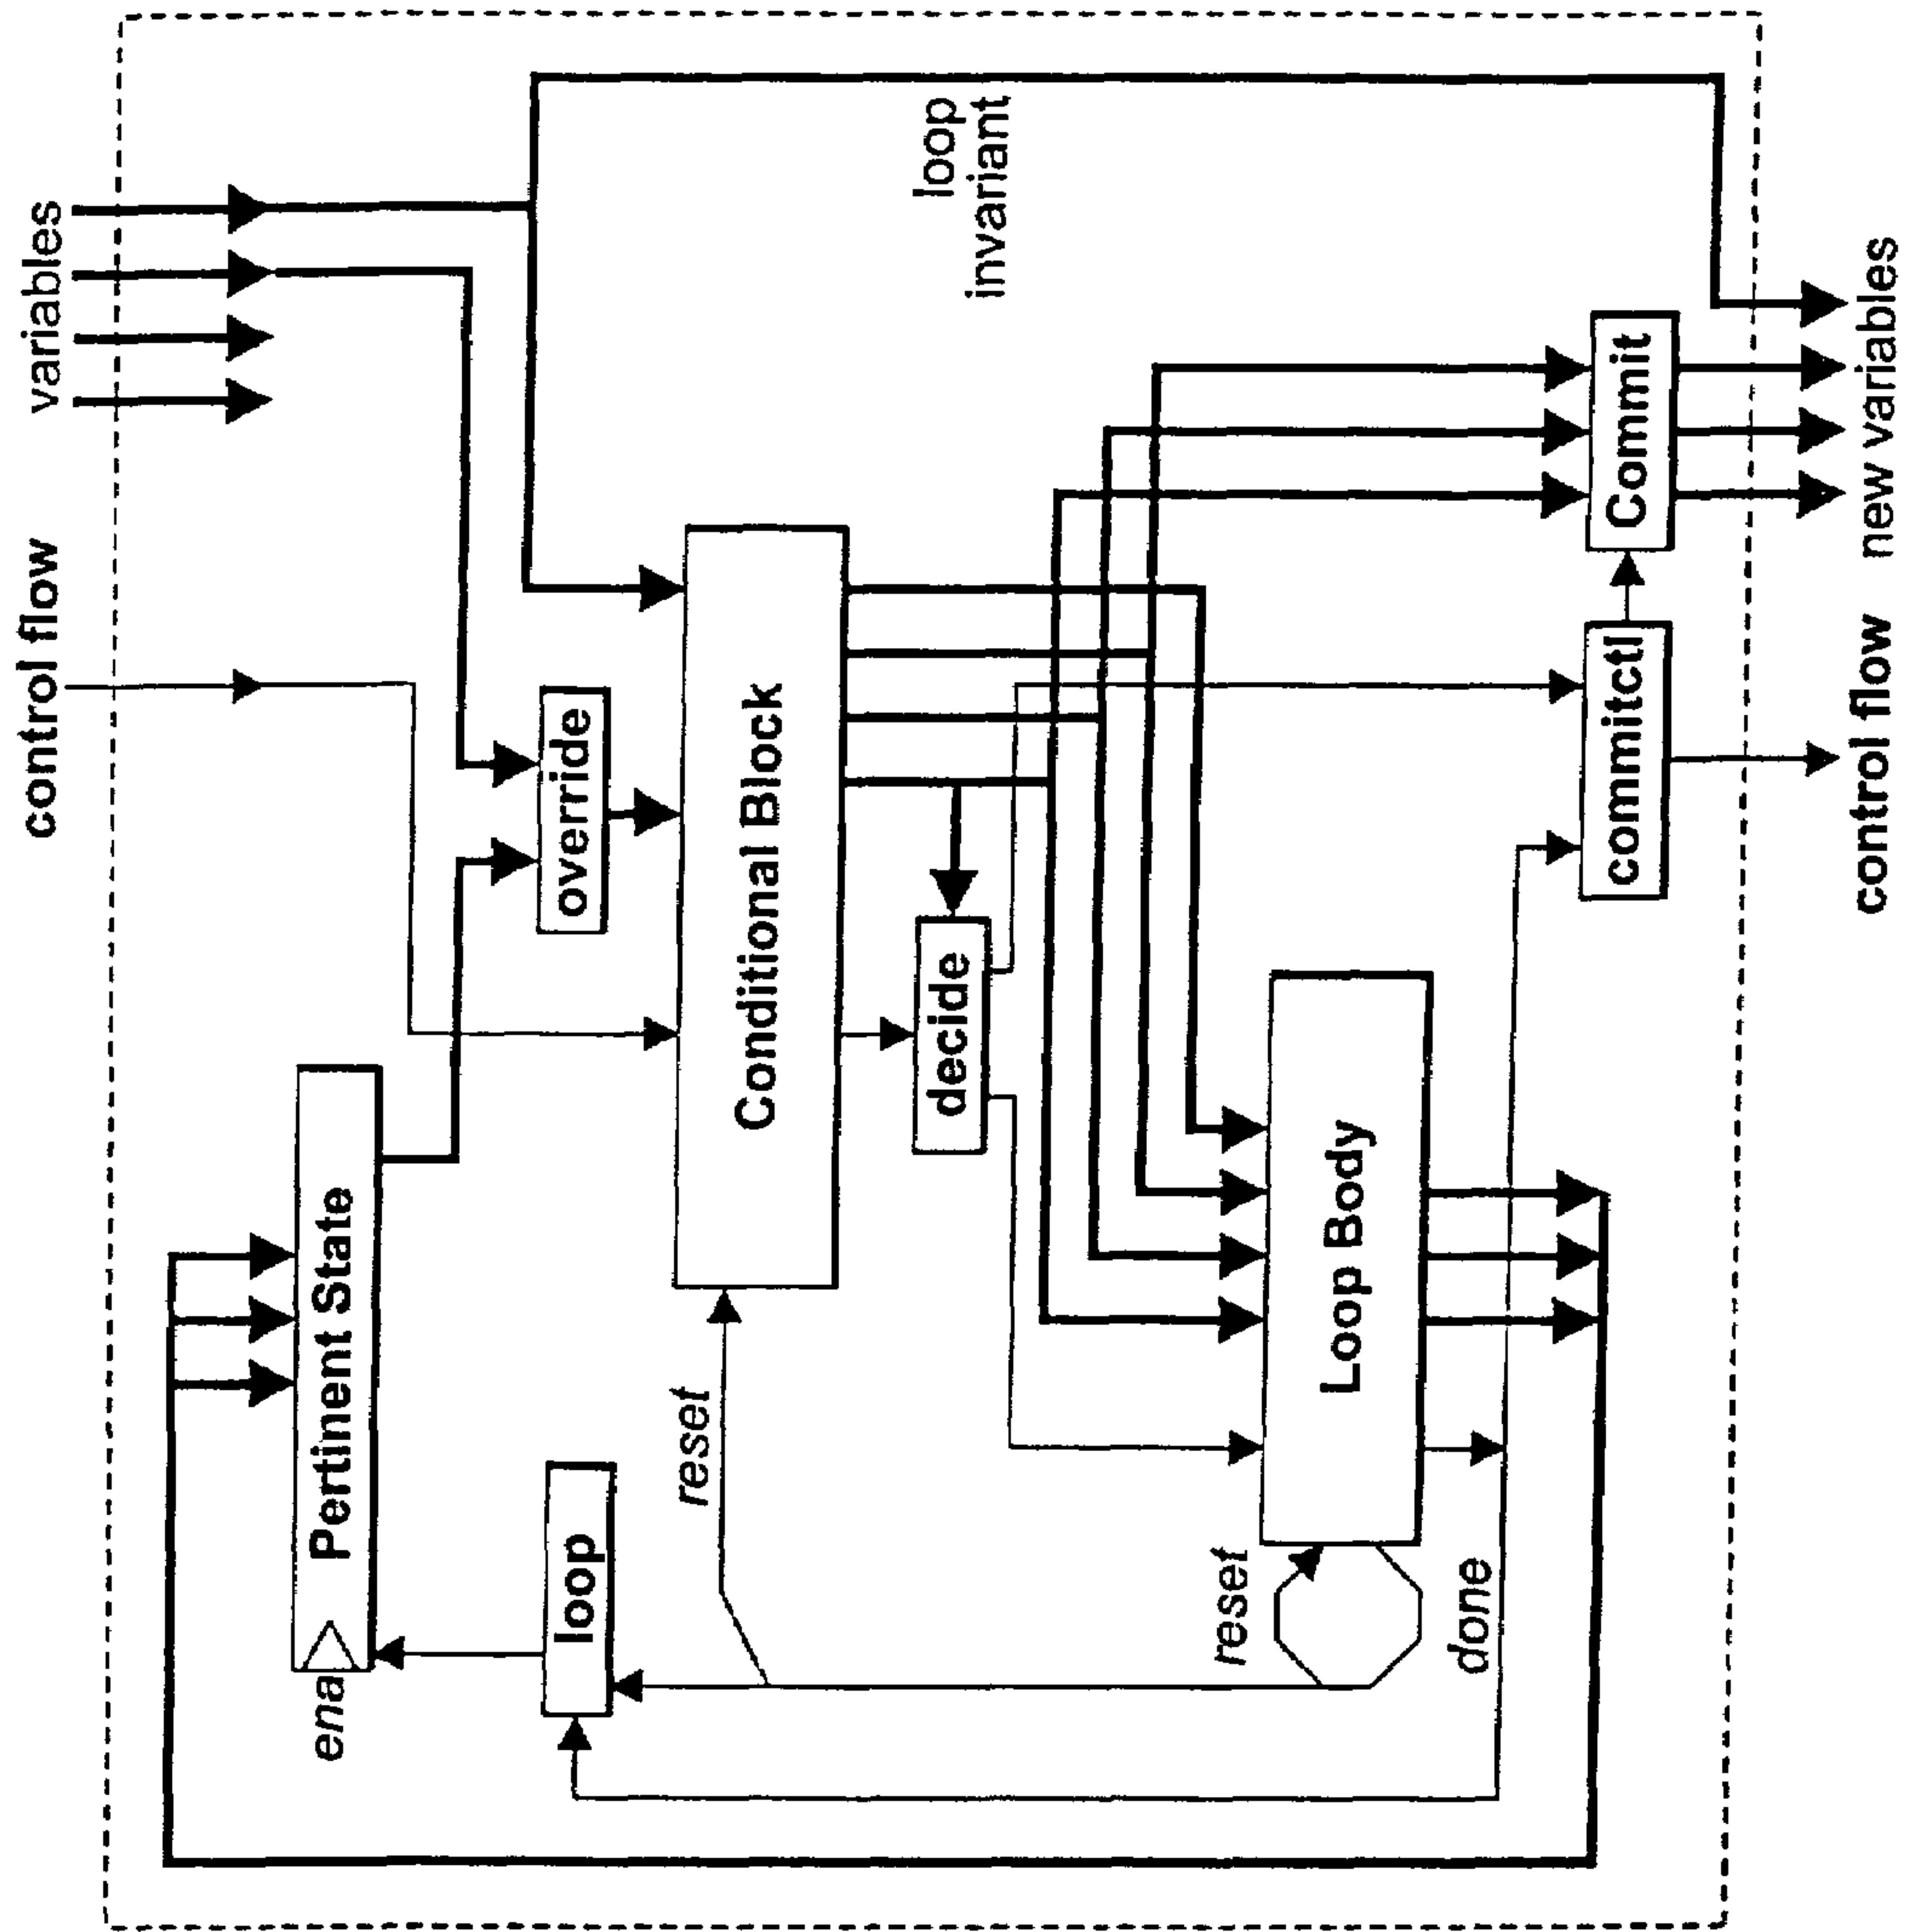 control flow
variables
Pertinent State
ena
loop
override
loop
invariant
Conditional Block
reset
decide
Loop Body
reset
done
commitctl
Commit
control flow
new variables